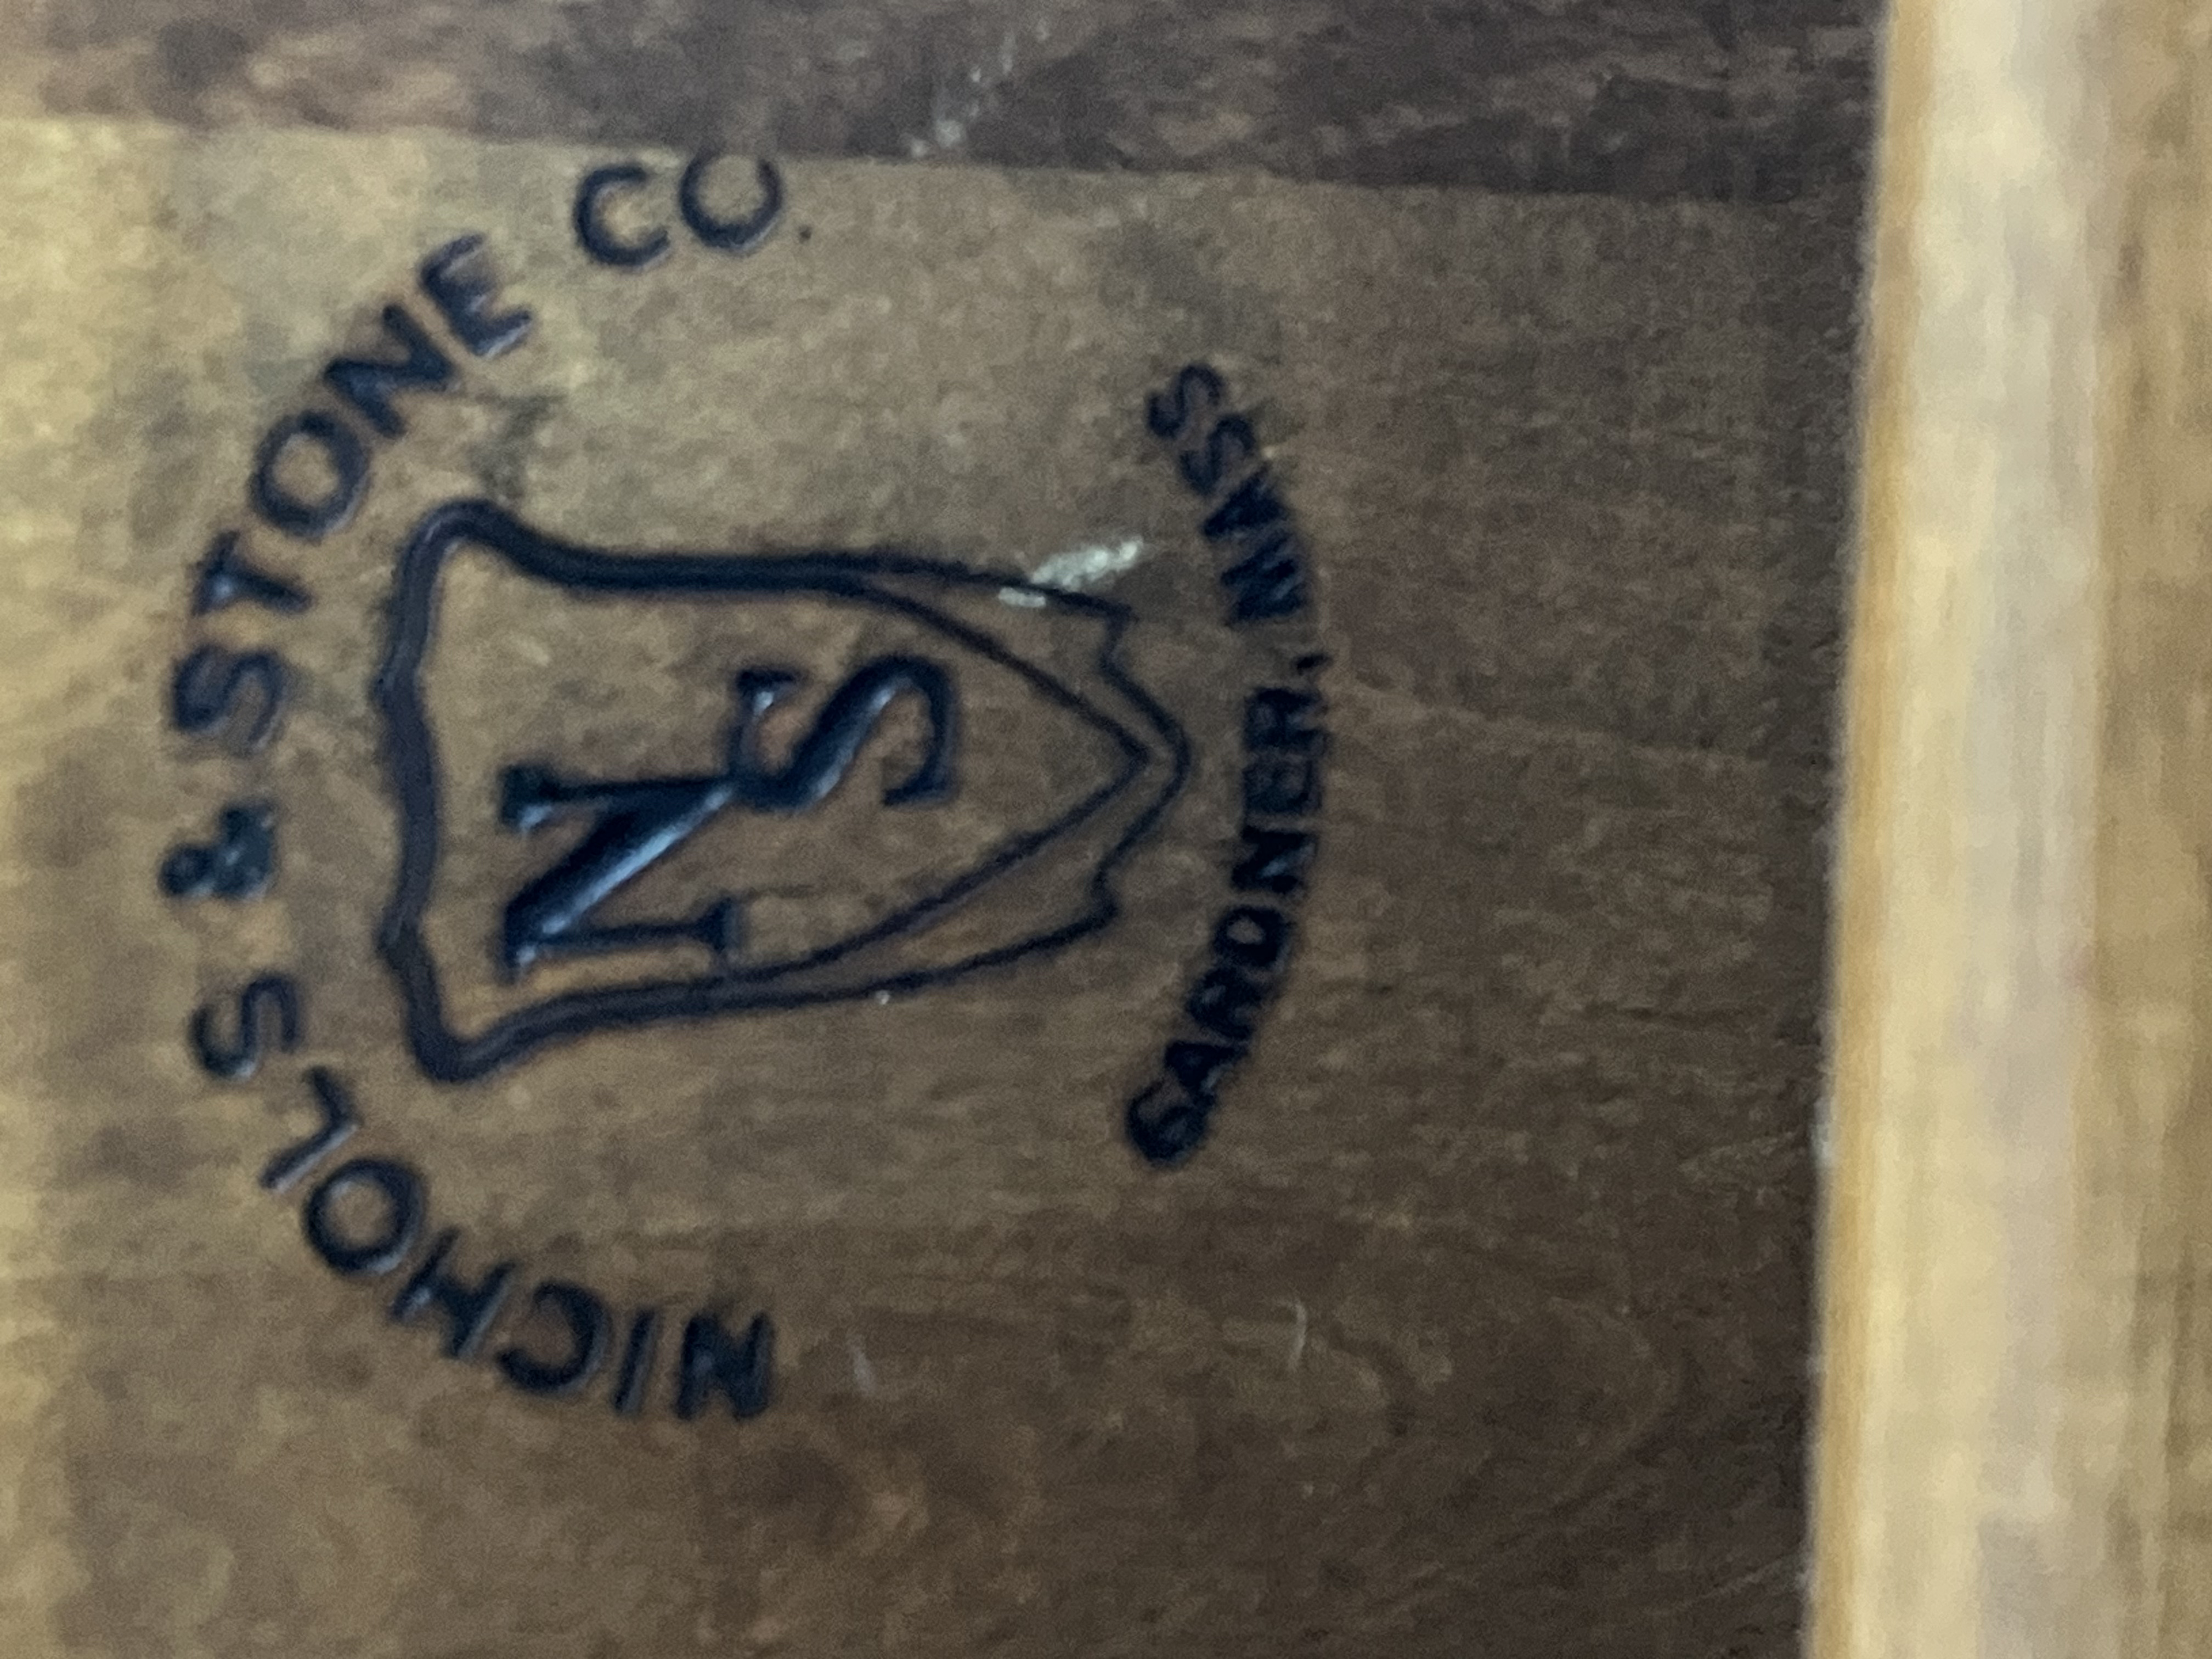 NICHOLS & STONE CO.
NS
GARDNER, MASS